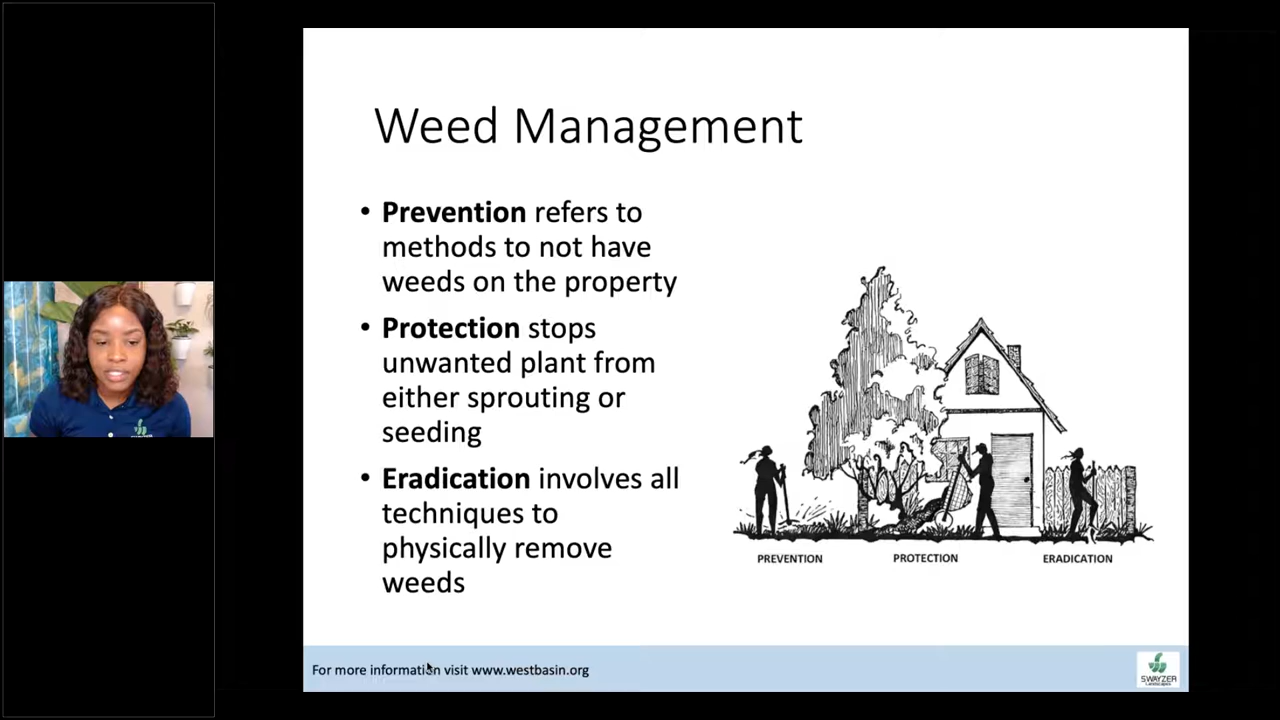 Weed Management
• Prevention refers to
methods to not have
weeds on the property
• Protection stops
unwanted plant from
either sprouting or
seeding
• Eradication involves all
techniques to
physically remove
weeds
PREVENTION
PROTECTION
ERADICATION
For more information visit www.westbasin.org
SWAYZER
Landscapes